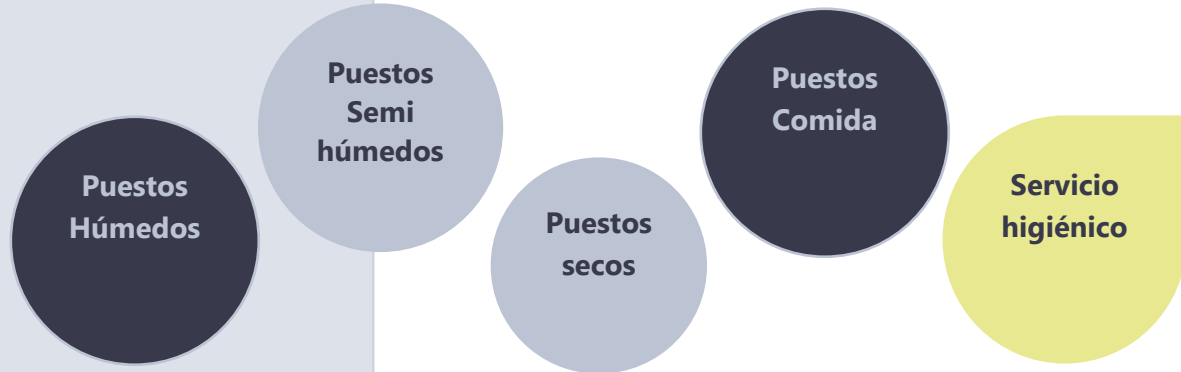 Puestos
Húmedos
Puestos
Semi
húmedos
Puestos
secos
Puestos
Comida
Servicio
higiénico